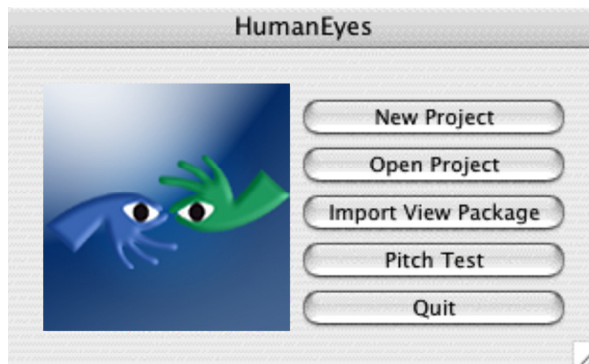 HumanEyes
New Project
Open Project
Import View Package
Pitch Test
Quit